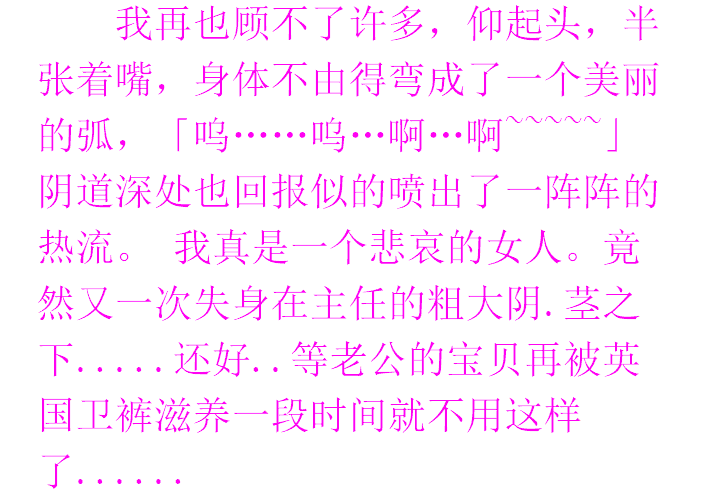 我再也顾不了许多，仰起头，半
张着嘴，身体不由得弯成了一个美丽
的弧，「呜……呜…啊…啊~~~~~」
阴道深处也回报似的喷出了一阵阵的
热流。 我真是一个悲哀的女人。竟
然又一次失身在主任的粗大阴.茎之
下.....还好..等老公的宝贝再被英
国卫裤滋养一段时间就不用这样
了......